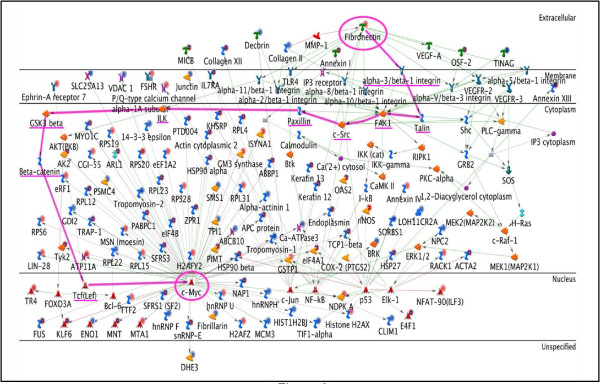 Extracellular
Fibronectin
Decorin
MMP-1
MICB
Collagen XII
Collagen II
Annexin I
VEGF-A
OSF-2
TINAG
Membrane
SLC25A13
VDAC 1
FSHR
Junctin
IL7RA
TLR4
IP3 receptor
alpha-3/beta-1 integrin
alpha-5/beta-1 integrin
Ephrin-A receptor 7
P/Q-type calcium channel
alpha-1A subunit
alpha-11/beta-1 integrin
alpha-8/beta-1 integrin
VEGFR-2
alpha-2/beta-1 integrin
alpha-10/beta-1 integrin
alpha-V/beta-3 integrin
VEGFR-3
Annexin XIII
Cytoplasm
GSK3 beta
ILK
Paxillin
FAK1
Talin
c-Src
Shc
PLC-gamma
IP3 cytoplasm
MYO1C
14-3-3 epsilon
PTDO04
KHSRP
RPL4
AKT(PKB)
RPS19
Actin cytoplasmic 2
ISYNA1
Calmodulin
IKK (cat)
RIPK1
GRB2
AKZ
CGI-55
ARL1
RPS20
eEF1A2
HSP90 alpha
GM3 synthase
Btk
Ca(2+) cytosol
IKK-gamma
PKC-alpha
SOS
Beta-catenin
eRF1
PSMC4
RPL23
RPS28
SMS1
RPL31
ABBP1
Keratin 13
OAS2
CaMK II
RPL12
Tropomyosin-2
Keratin 12
I-kB
Annexin IV
1,2-Diacylglycerol cytoplasm
GDI2
PABPC1
ZPR1
Alpha-actinin 1
nNOS
LOH11CR2A
MEK2(MAP2K2)
H-Ras
RPS6
TRAP-1
eIF4B
TPI1
APC protein
Endoplasmin
SORBS1
NPC2
c-Raf-1
MSN (moesin)
ABCB10
Ca-ATPase3
TCP1-beta
Tyk2
SFRS3
PIMT
Tropomyosin-1
eIF4A1
BRK
ERK1/2
LIN-28
ATP11A
RPL22
RPL15
H2AFY2
HSP90 beta
GSTP1
COX-2 (PTGS2)
HSP27
RACK1
ACTA2
MEK1(MAP2K1)
Nucleus
TR4
FOXO3A
Tcf(Lef)
Bcl-6
c-Myc
NAP1
c-Jun
NF-kB
p53
Elk-1
NFAT-90(ILF3)
FTF2
SFRS1 (SF2)
hnRNP U
hnRNPH'
NDPK A
hnRNP F
Fibrillarin
HIST1H2BJ
Histone H2AX
E4F1
FUS
KLF6
ENO1
MNT
MTA1
snRNP-E
H2AFZ
MCM3
TIF1-alpha
CLIM1
Unspecified
DHE3